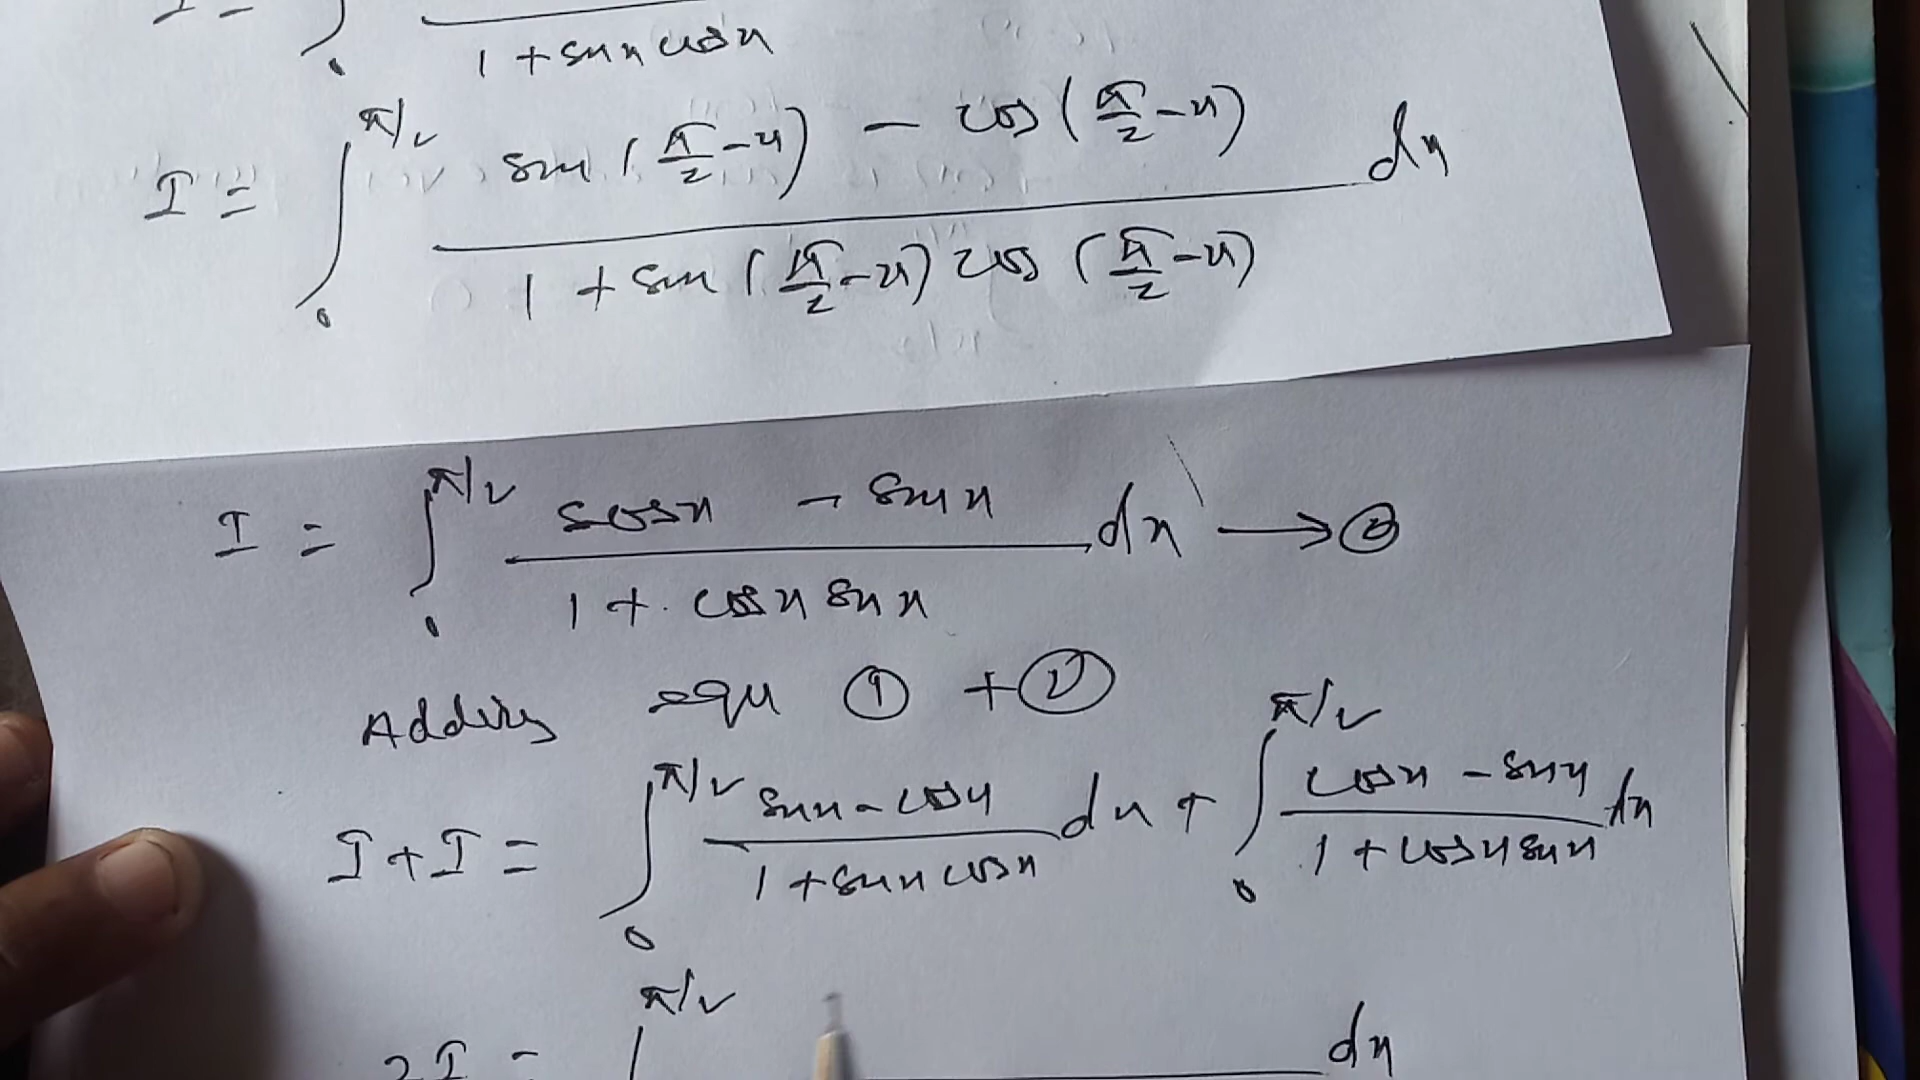 I = ∫₀ ――― 1 + sin x cos x
I = ∫₀^{π/2} (sin(π/2 − x) − cos(π/2 − x)) / (1 + sin(π/2 − x) cos(π/2 − x)) dx
I = ∫₀^{π/2} (cos x − sin x) / (1 + cos x sin x) dx → ②
Adding equ ① + ②
I + I = ∫₀^{π/2} (sin x − cos x) / (1 + sin x cos x) dx + ∫₀^{π/2} (cos x − sin x) / (1 + cos x sin x) dx
2I = ∫^{π/2} ――― dx